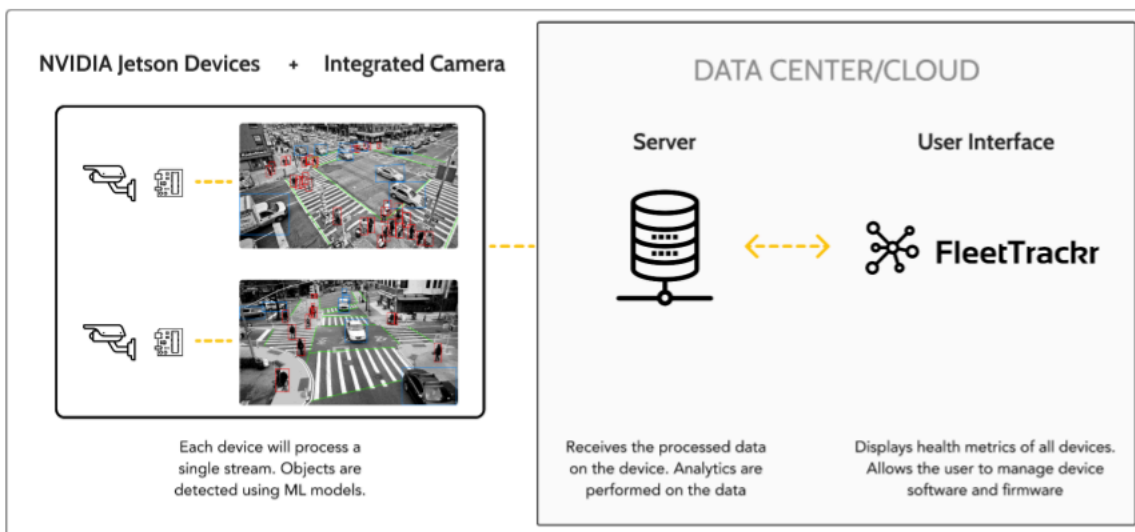 NVIDIA Jetson Devices + Integrated Camera
Each device will process a
single stream. Objects are
detected using ML models.
DATA CENTER/CLOUD
Server
Receives the processed data
on the device. Analytics are
performed on the data
User Interface
FleetTrackr
Displays health metrics of all devices.
Allows the user to manage device
software and firmware